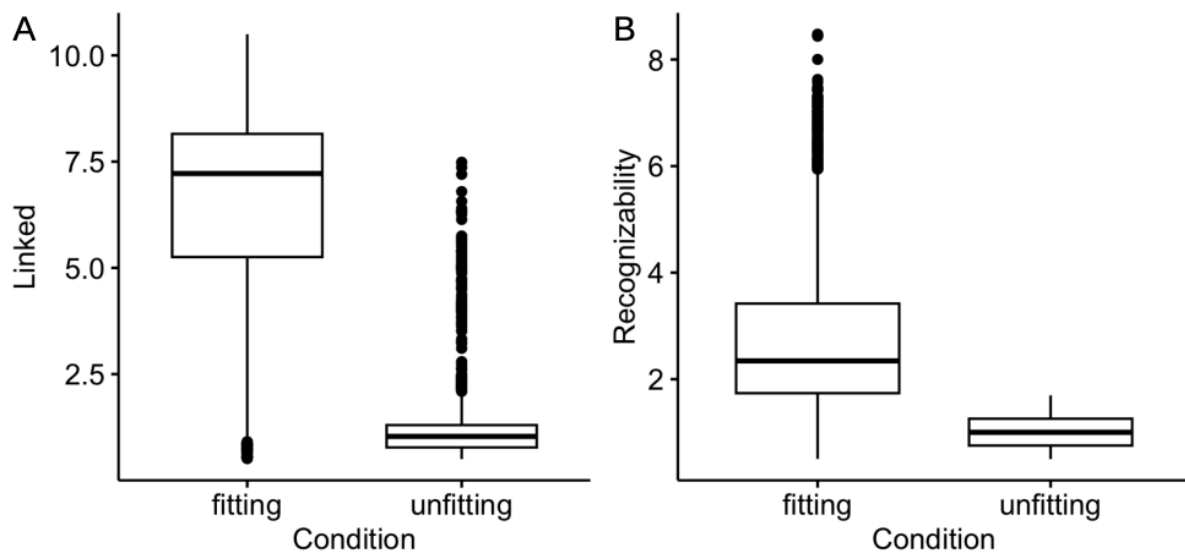 A
10.0
7.5
5.0
2.5
Linked
fitting
unfitting
Condition
B
8
6
4
2
Recognizability
fitting
unfitting
Condition